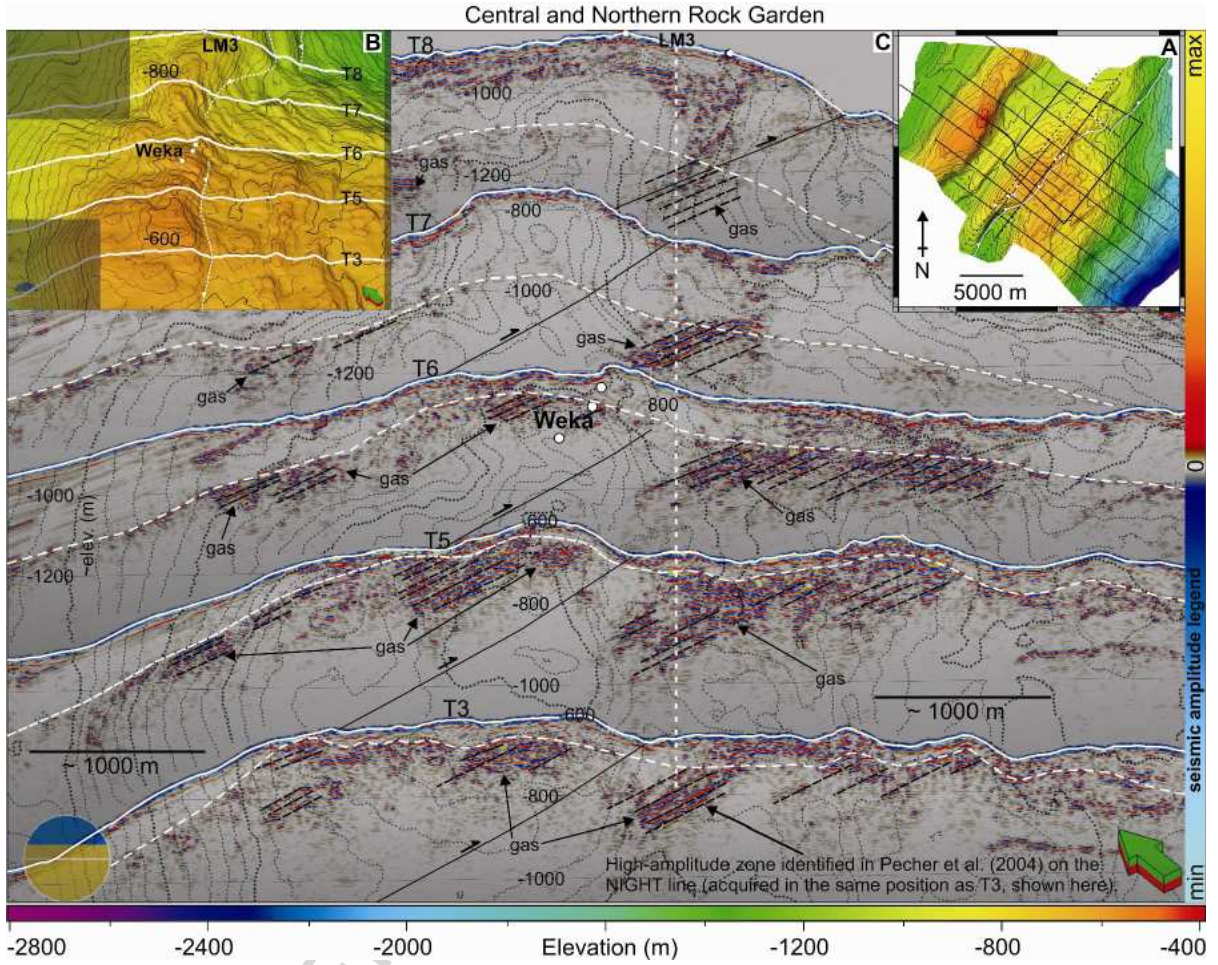 Central and Northern Rock Garden
LM3
B
-800
T8
T7
Weka
T6
T5
-600
T3
T8
LM3
C
-1000
gas
-1200
gas
T7
-800
-1000
gas
-1200
gas
T6
Weka
800
-1000
gas
gas
gas
~elev. (m)
-1200
T5
600
-800
gas
gas
-1000
~ 1000 m
T3
600
~ 1000 m
-800
gas
High-amplitude zone identified in Pecher et al. (2004) on the
NIGHT line (acquired in the same position as T3, shown here).
-1000
A
N
5000 m
max
0
seismic amplitude legend
min
-2800 -2400 -2000 Elevation (m) -1200 -800 -400